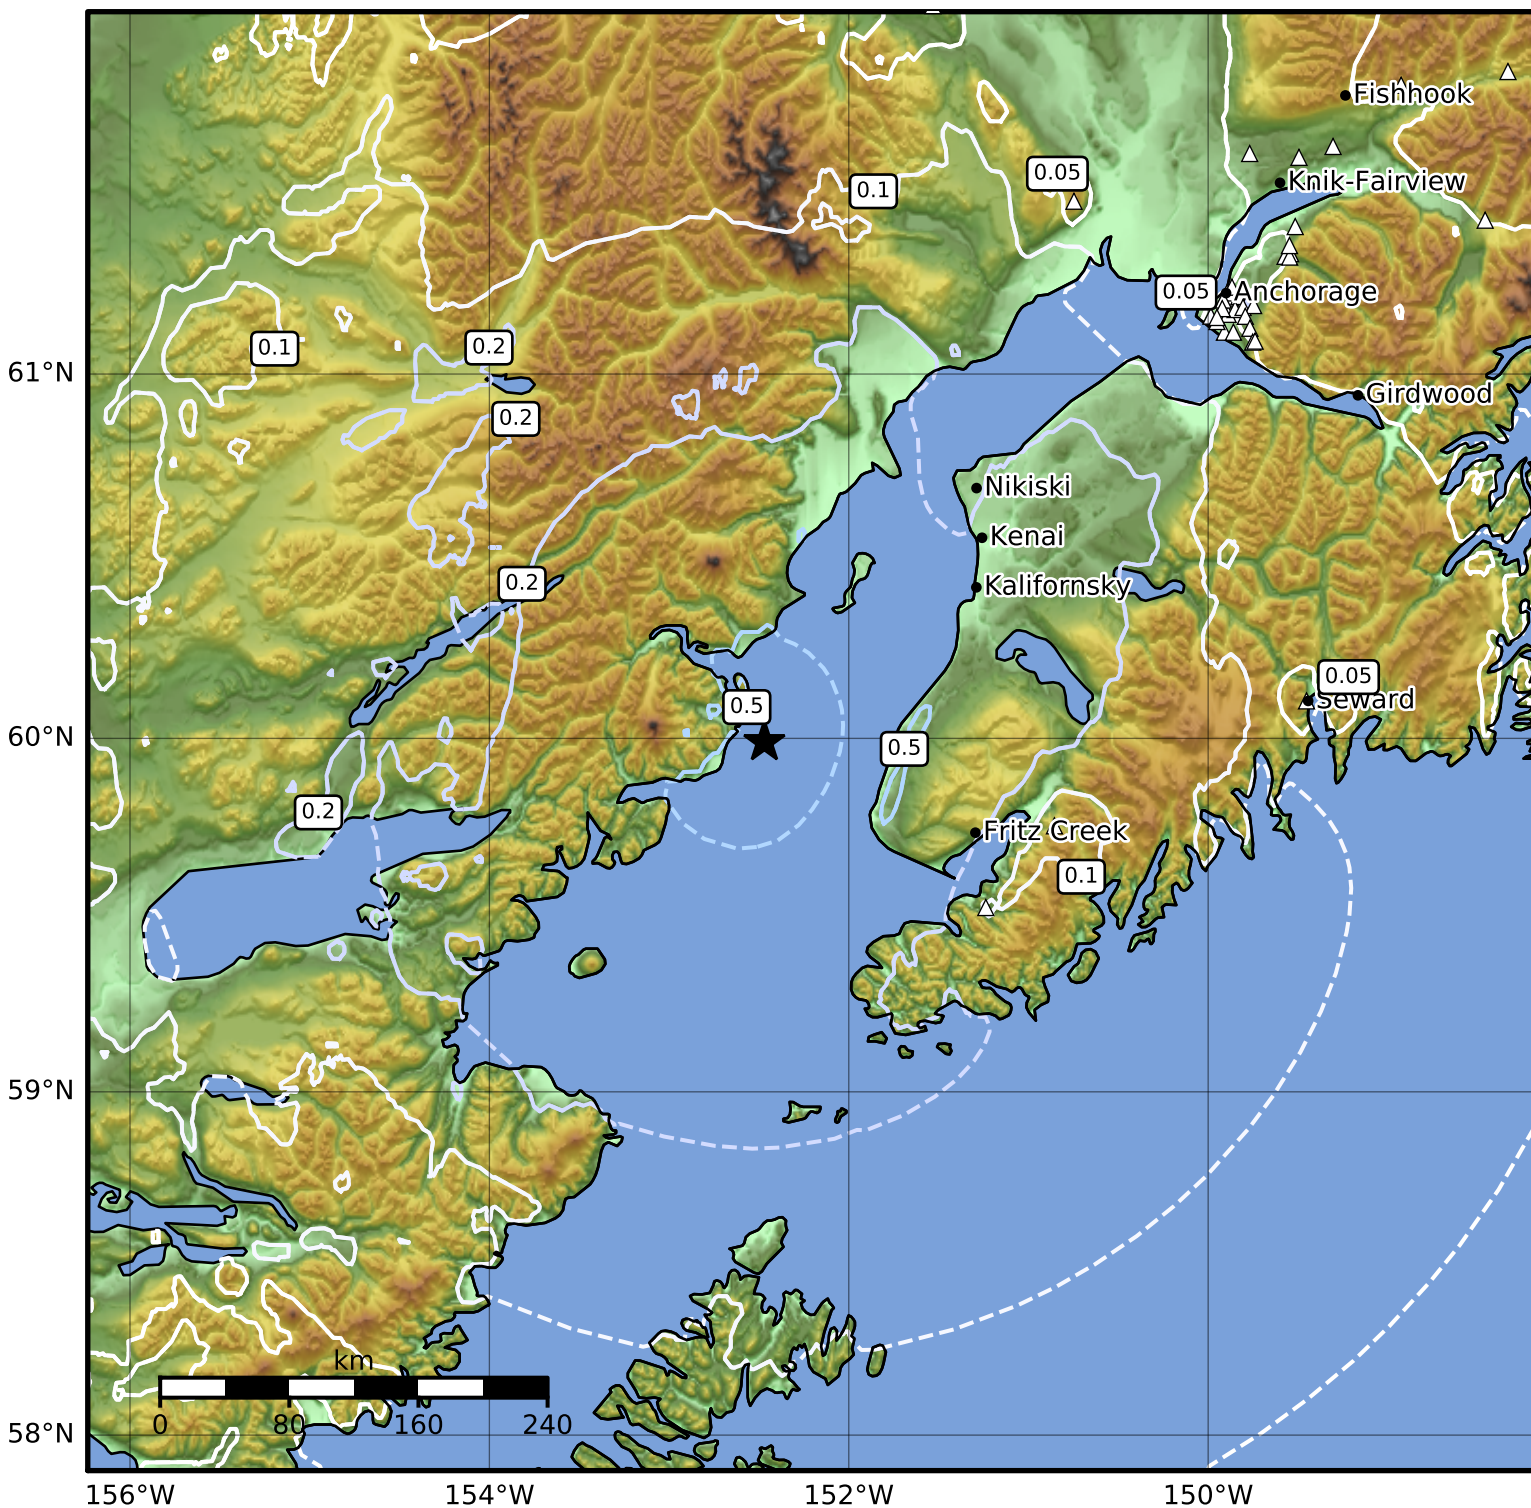 Fishhook
0.05
Knik-Fairview
0.1
0.05
Anchorage
0.1
0.2
61°N
Girdwood
0.2
Nikiski
Kenai
0.2
Kalifornsky
0.05
Seward
0.5
60°N
0.5
0.2
Fritz Creek
0.1
59°N
km
0 80 160 240
58°N
156°W 154°W 152°W 150°W